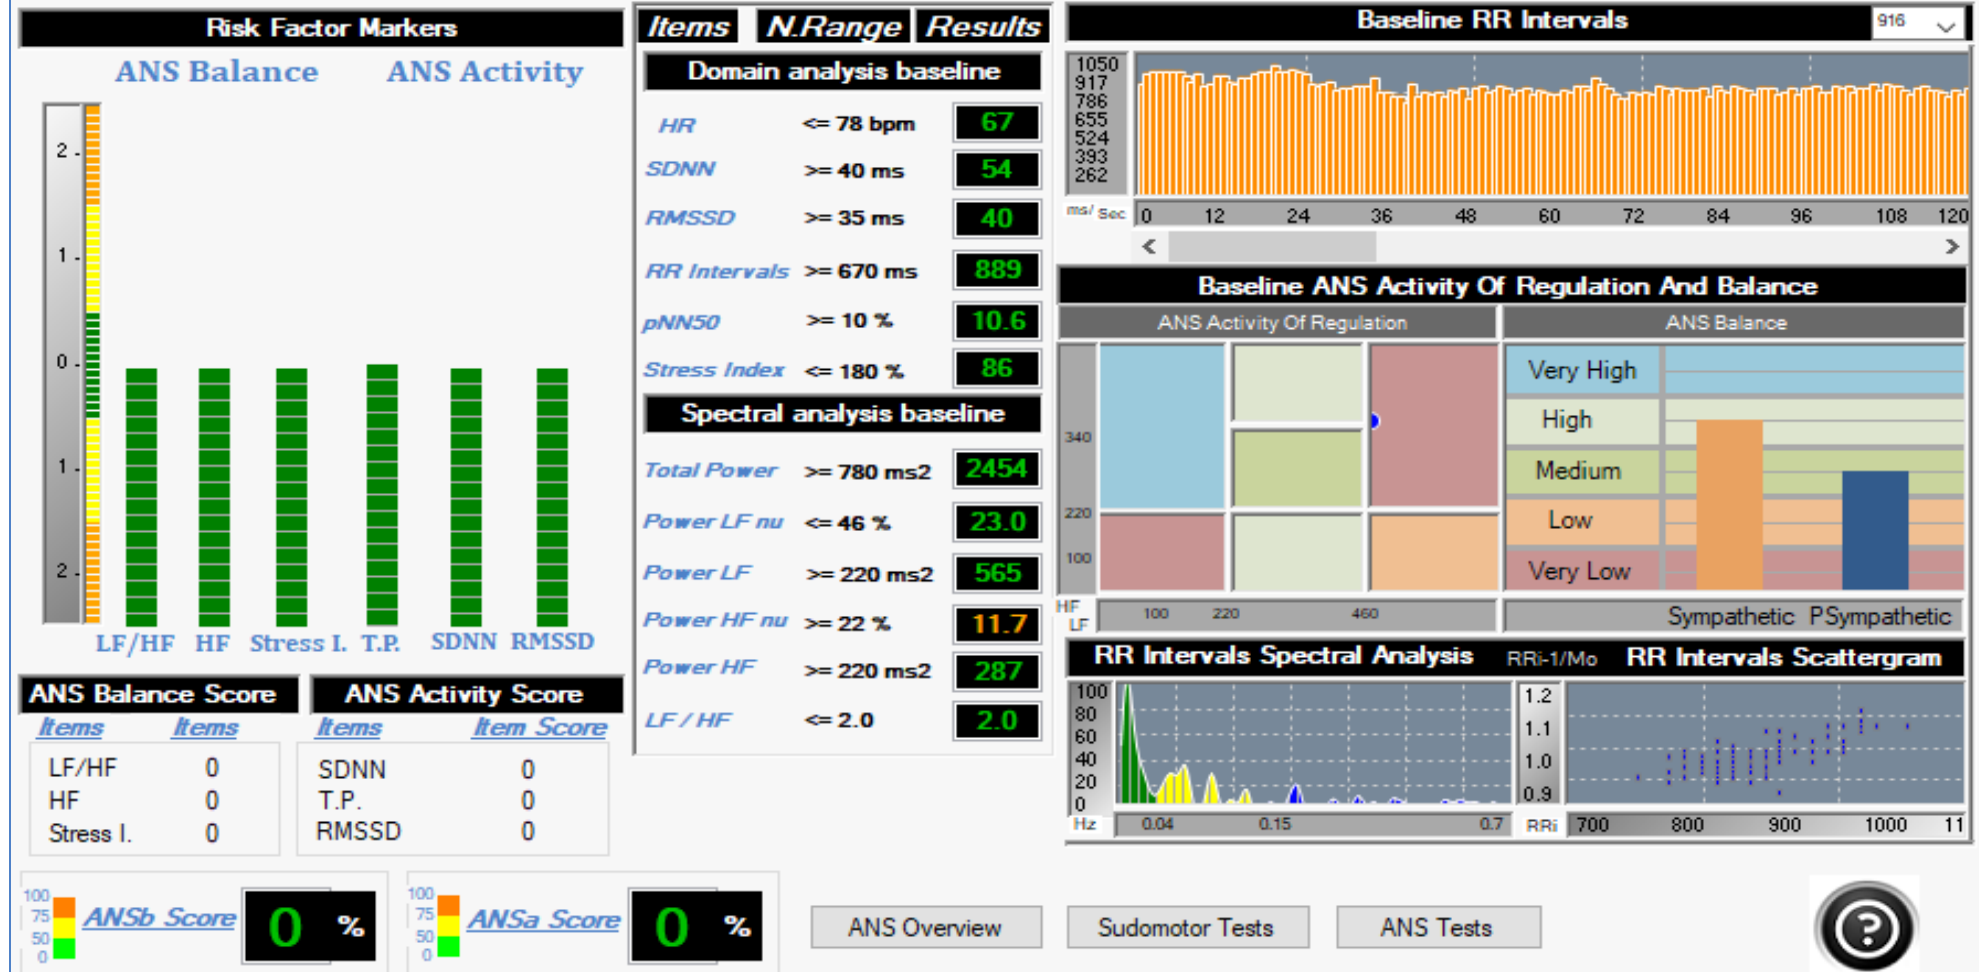 Risk Factor Markers
ANS Balance ANS Activity
2
1
0
1
2
LF/HF HF Stress I. T.P. SDNN RMSSD
ANS Balance Score
Items Items
LF/HF 0
HF 0
Stress I. 0
ANS Activity Score
Items Item Score
SDNN 0
T.P. 0
RMSSD 0
100
75
50
0
ANSb Score 0 %
100
75
50
0
ANSa Score 0 %
Items N.Range Results
Domain analysis baseline
HR <= 78 bpm 67
SDNN >= 40 ms 54
RMSSD >= 35 ms 40
RR Intervals >= 670 ms 889
pNN50 >= 10 % 10.6
Stress Index <= 180 % 86
Spectral analysis baseline
Total Power >= 780 ms2 2454
Power LF nu <= 46 % 23.0
Power LF >= 220 ms2 565
Power HF nu >= 22 % 11.7
Power HF >= 220 ms2 287
LF / HF <= 2.0 2.0
Baseline RR Intervals 916
1050
917
786
655
524
393
262
ms/ Sec 0 12 24 36 48 60 72 84 96 108 120
Baseline ANS Activity Of Regulation And Balance
ANS Activity Of Regulation
340
220
100
HF
LF 100 220 460
ANS Balance
Very High
High
Medium
Low
Very Low
Sympathetic PSympathetic
RR Intervals Spectral Analysis
100
80
60
40
20
0
Hz 0.04 0.15 0.7
RRi-1/Mo RR Intervals Scattergram
1.2
1.1
1.0
0.9
RRi 700 800 900 1000 11
ANS Overview
Sudomotor Tests
ANS Tests
?